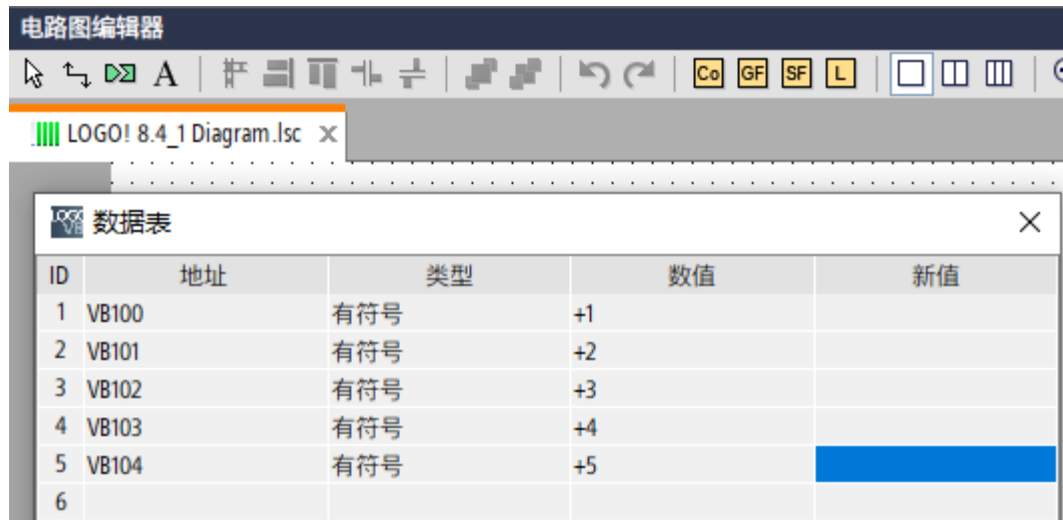 电路图编辑器
A Co GF SF L
LOGO! 8.4_1 Diagram.lsc
数据表
ID 地址 类型 数值 新值
1 VB100 有符号 +1
2 VB101 有符号 +2
3 VB102 有符号 +3
4 VB103 有符号 +4
5 VB104 有符号 +5
6